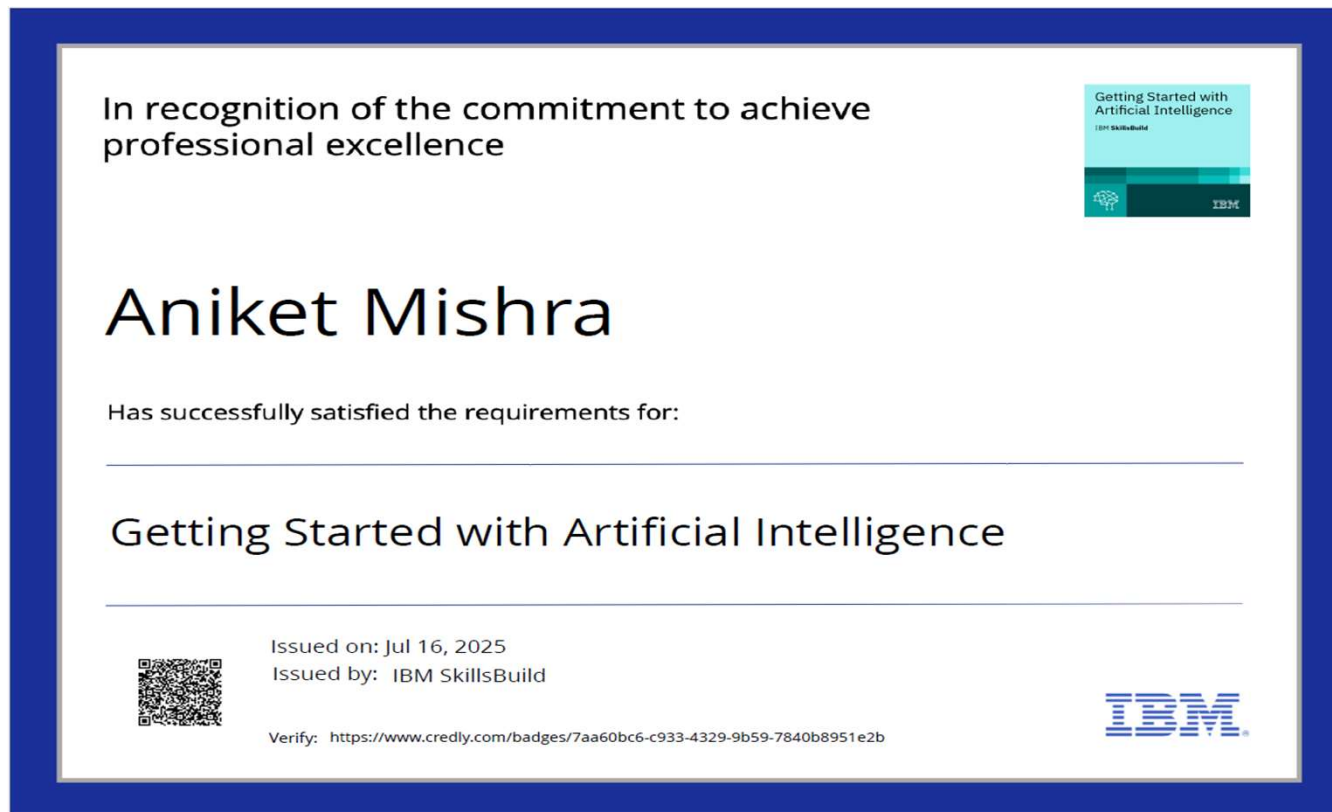 In recognition of the commitment to achieve
professional excellence
Getting Started with
Artificial Intelligence
IBM SkillsBuild
IBM
Aniket Mishra
Has successfully satisfied the requirements for:
Getting Started with Artificial Intelligence
Issued on: Jul 16, 2025
Issued by: IBM SkillsBuild
Verify: https://www.credly.com/badges/7aa60bc6-c933-4329-9b59-7840b8951e2b
IBM.